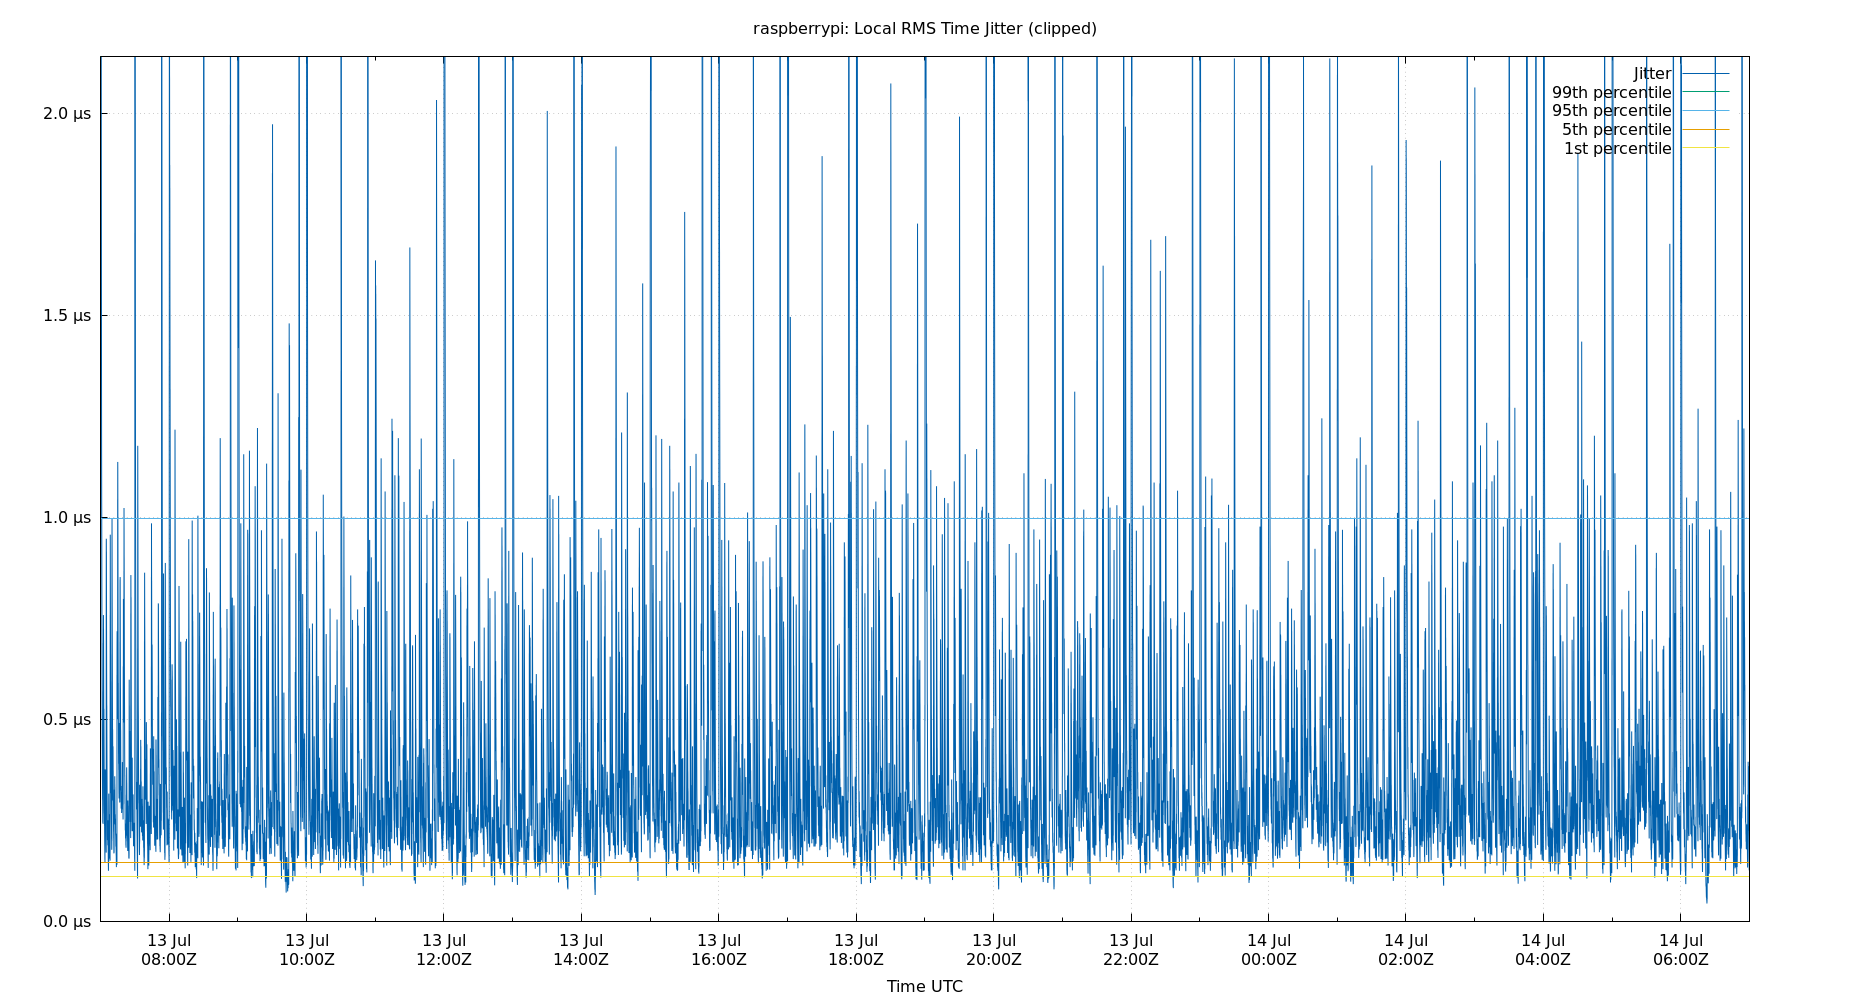 raspberrypi: Local RMS Time Jitter (clipped)
Jitter
99th percentile
95th percentile
5th percentile
1st percentile
2.0 µs
1.5 µs
1.0 µs
0.5 µs
0.0 µs
13 Jul 13 Jul 13 Jul 13 Jul 13 Jul 13 Jul 13 Jul 13 Jul 14 Jul 14 Jul 14 Jul 14 Jul
08:00Z 10:00Z 12:00Z 14:00Z 16:00Z 18:00Z 20:00Z 22:00Z 00:00Z 02:00Z 04:00Z 06:00Z
Time UTC